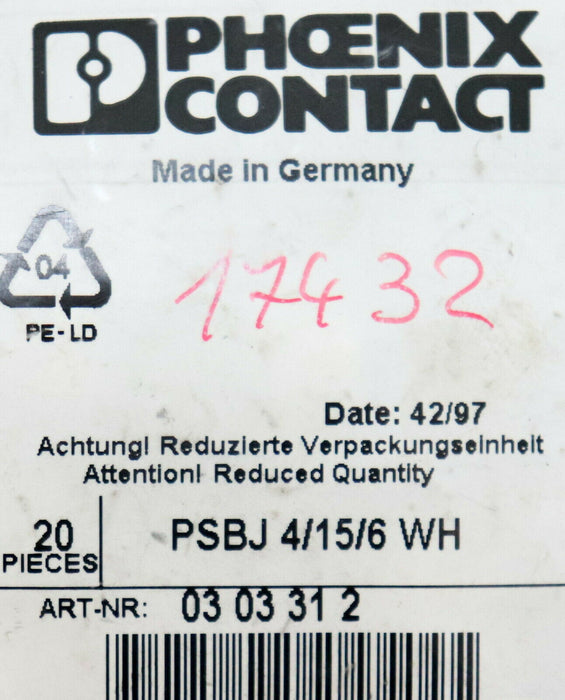 PHŒNIX
CONTACT
Made in Germany
04
PE-LD
17432
Date: 42/97
Achtung! Reduzierte Verpackungseinheit
Attention! Reduced Quantity
20
PIECES
PSBJ 4/15/6 WH
ART-NR: 03 03 31 2